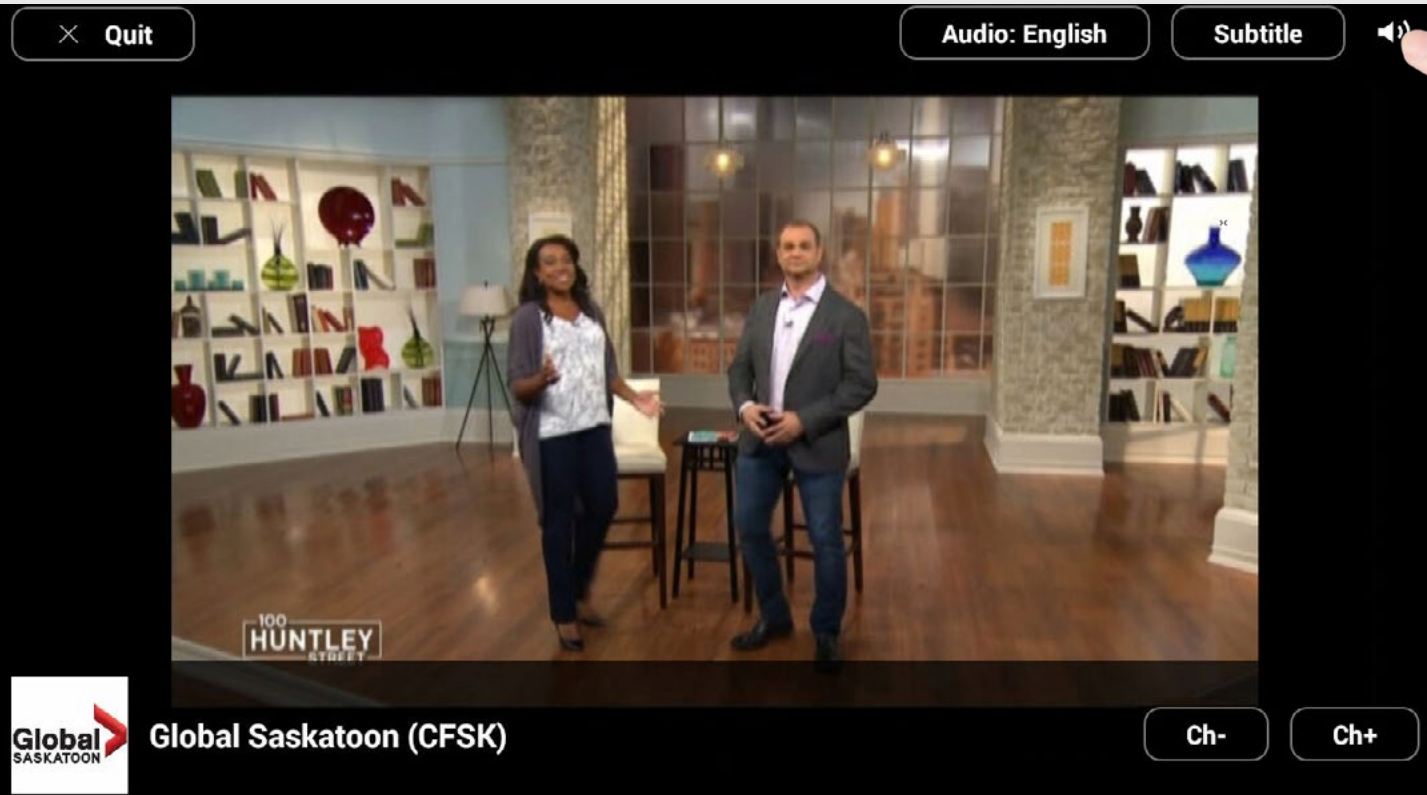 Quit
Audio: English
Subtitle
100
HUNTLEY
STREET
Global
SASKATOON
Global Saskatoon (CFSK)
Ch-
Ch+